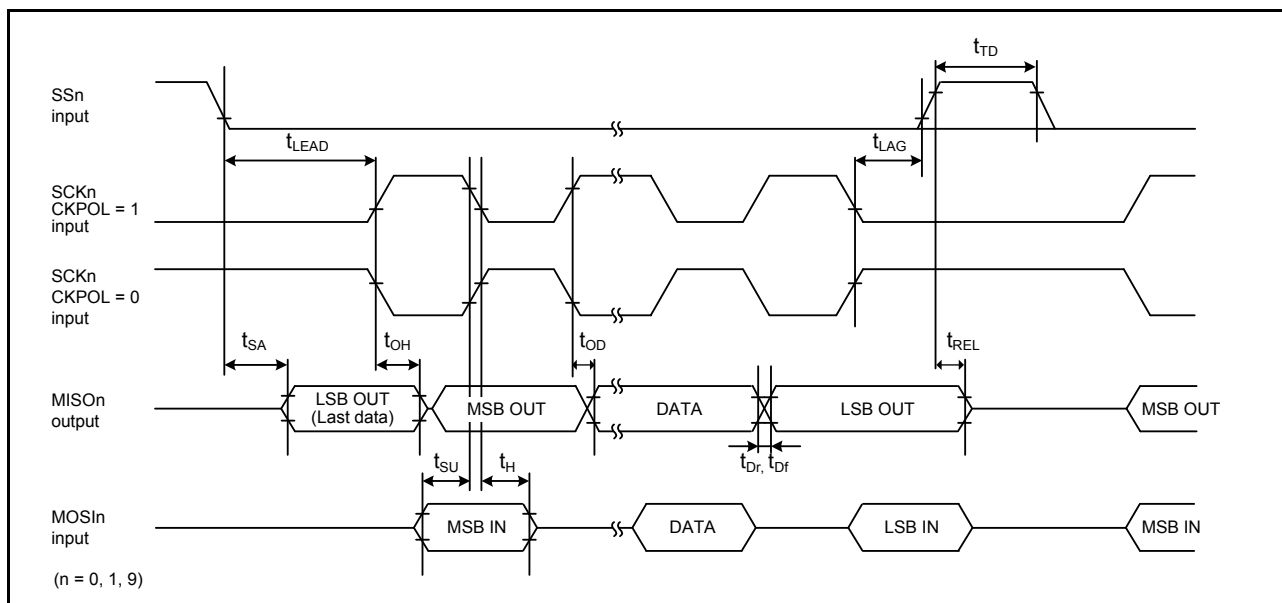 tTD
SSn
input
tLEAD
tLAG
SCKn
CKPOL = 1
input
SCKn
CKPOL = 0
input
tSA
tOH
tOD
tREL
MISOn
output
LSB OUT
(Last data)
MSB OUT
DATA
LSB OUT
MSB OUT
tSU
tH
tDr, tDf
MOSIn
input
MSB IN
DATA
LSB IN
MSB IN
(n = 0, 1, 9)